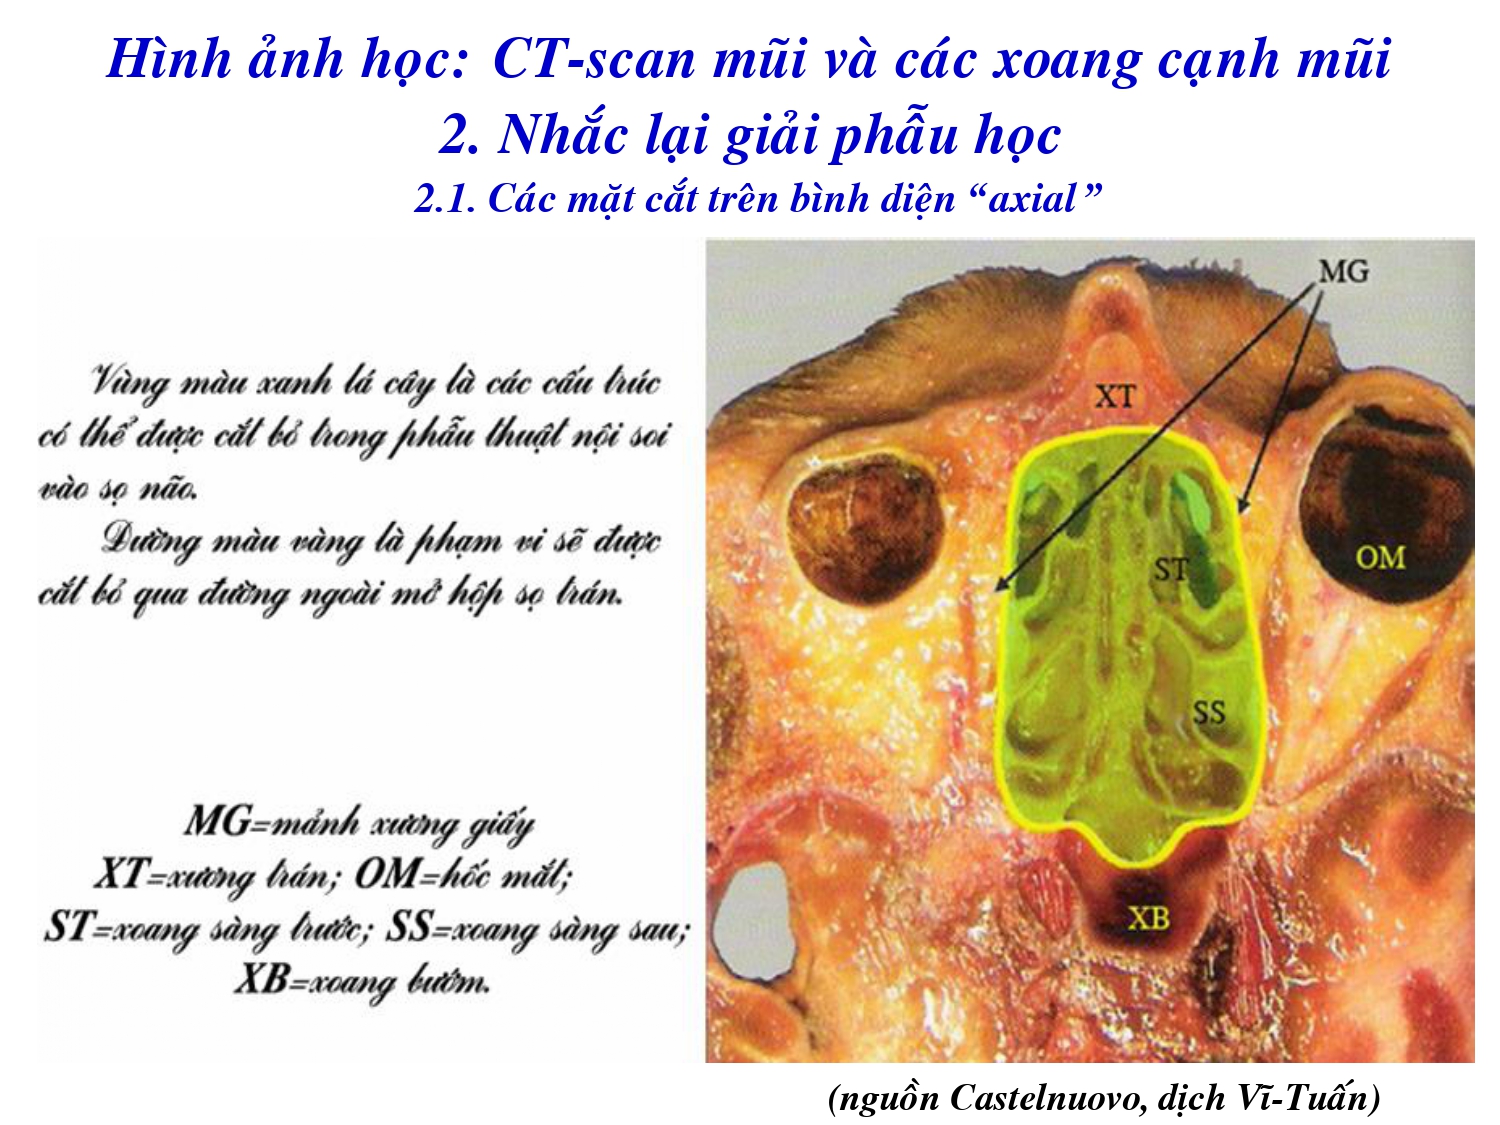 Hình ảnh học: CT-scan mũi và các xoang cạnh mũi
2. Nhắc lại giải phẫu học
2.1. Các mặt cắt trên bình diện “axial”
Vùng màu xanh lá cây là các cấu trúc
có thể được cắt bỏ trong phẫu thuật nội soi
vào sọ não.
Đường màu vàng là phạm vi sẽ được
cắt bỏ qua đường ngoài mở hộp sọ trán.
MG=mảnh xương giấy
XT=xương trán; OM=hốc mắt;
ST=xoang sàng trước; SS=xoang sàng sau;
XB=xoang bướm.
MG
XT
OM
ST
SS
XB
(nguồn Castelnuovo, dịch Vĩ-Tuấn)